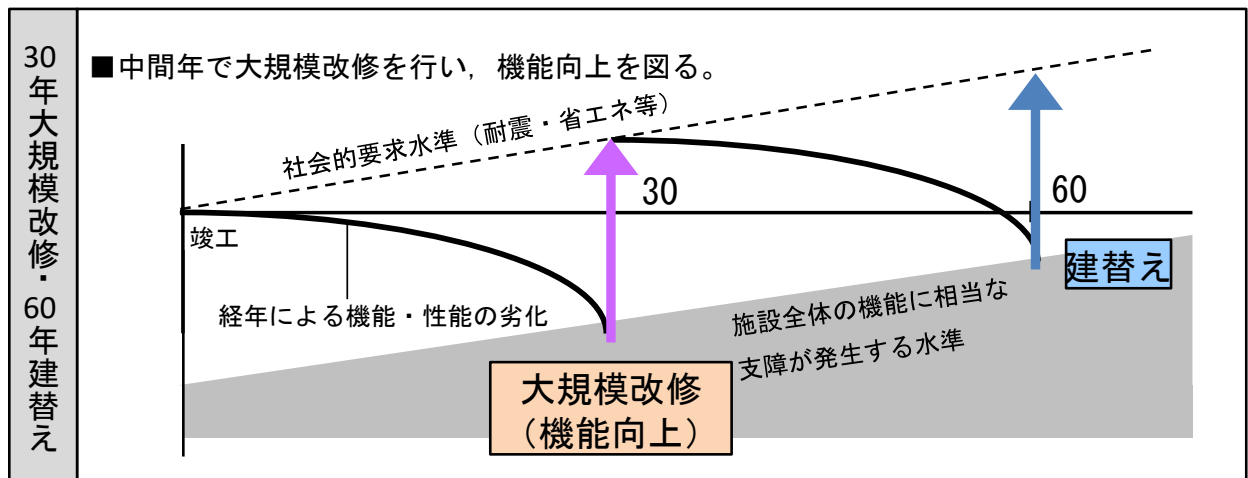 30年大規模改修・60年建替え
■中間年で大規模改修を行い，機能向上を図る。
社会的要求水準（耐震・省エネ等）
30
60
竣工
建替え
経年による機能・性能の劣化
施設全体の機能に相当な
支障が発生する水準
大規模改修
（機能向上）